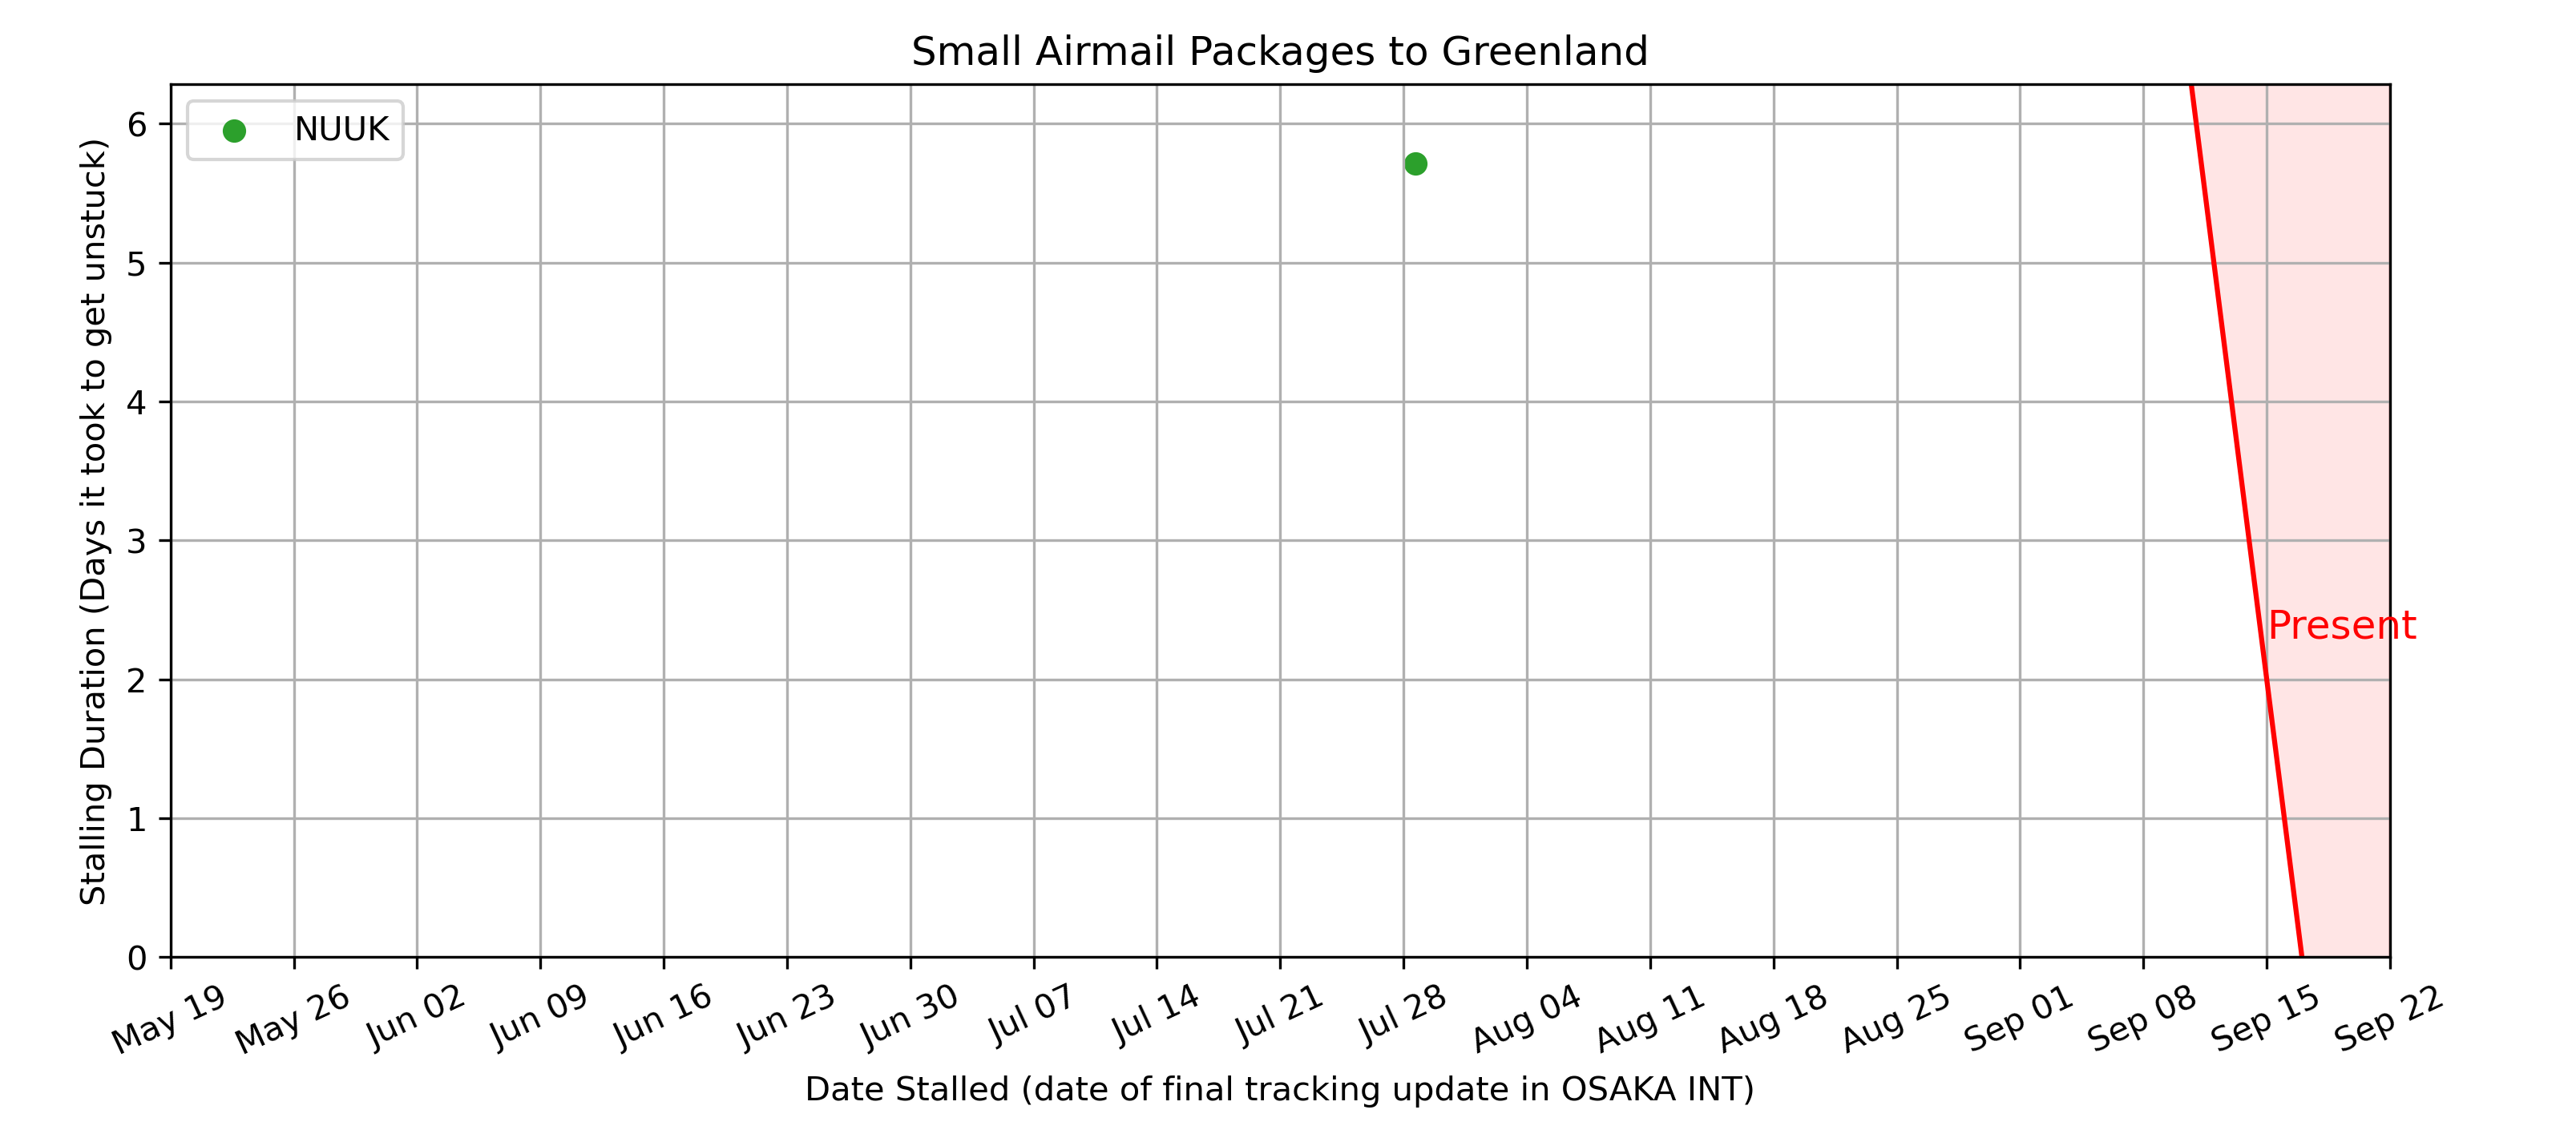 Small Airmail Packages to Greenland
NUUK
Stalling Duration (Days it took to get unstuck)
6
5
4
3
2
1
0
Present
May 19
May 26
Jun 02
Jun 09
Jun 16
Jun 23
Jun 30
Jul 07
Jul 14
Jul 21
Jul 28
Aug 04
Aug 11
Aug 18
Aug 25
Sep 01
Sep 08
Sep 15
Sep 22
Date Stalled (date of final tracking update in OSAKA INT)